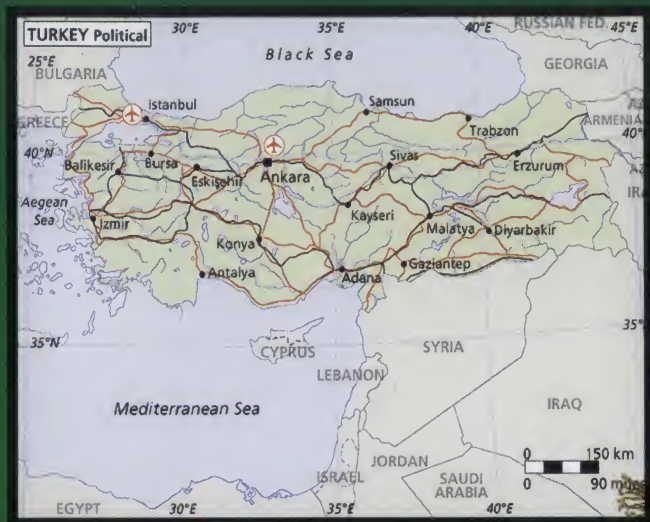 TURKEY Political
30°E
35°E
40°E
RUSSIAN FED.
45°E
25°E
Black Sea
BULGARIA
GEORGIA
Istanbul
Samsun
GREECE
Trabzon
ARMENIA
40°N
Bursa
Sivas
Erzurum
Balikesir
Eskişehir
Ankara
Aegean
Sea
Kayseri
Izmir
Malatya
Diyarbakir
Konya
Gaziantep
Antalya
Adana
35°N
CYPRUS
SYRIA
LEBANON
Mediterranean Sea
IRAQ
0 150 km
JORDAN
ISRAEL
SAUDI
ARABIA
0 90
EGYPT
30°E
35°E
40°E